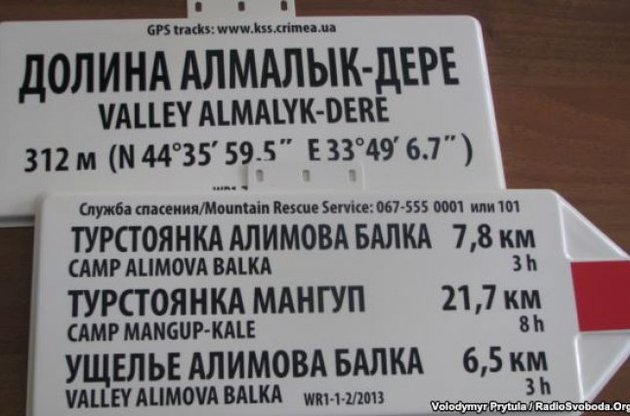 GPS tracks: www.kss.crimea.ua
ДОЛИНА АЛМАЛЫК-ДЕРЕ
VALLEY ALMALYK-DERE
312 м (N 44°35′ 59.5″ E 33°49′ 6.7″)
Служба спасения/Mountain Rescue Service: 067-555 0001 или 101
ТУРСТОЯНКА АЛИМОВА БАЛКА 7,8 км
CAMP ALIMOVA BALKA 3 h
ТУРСТОЯНКА МАНГУП 21,7 км
CAMP MANGUP-KALE 8 h
УЩЕЛЬЕ АЛИМОВА БАЛКА 6,5 км
VALLEY ALIMOVA BALKA WR1-1-2/2013 3 h
Volodymyr Prytula / RadioSvoboda.Org